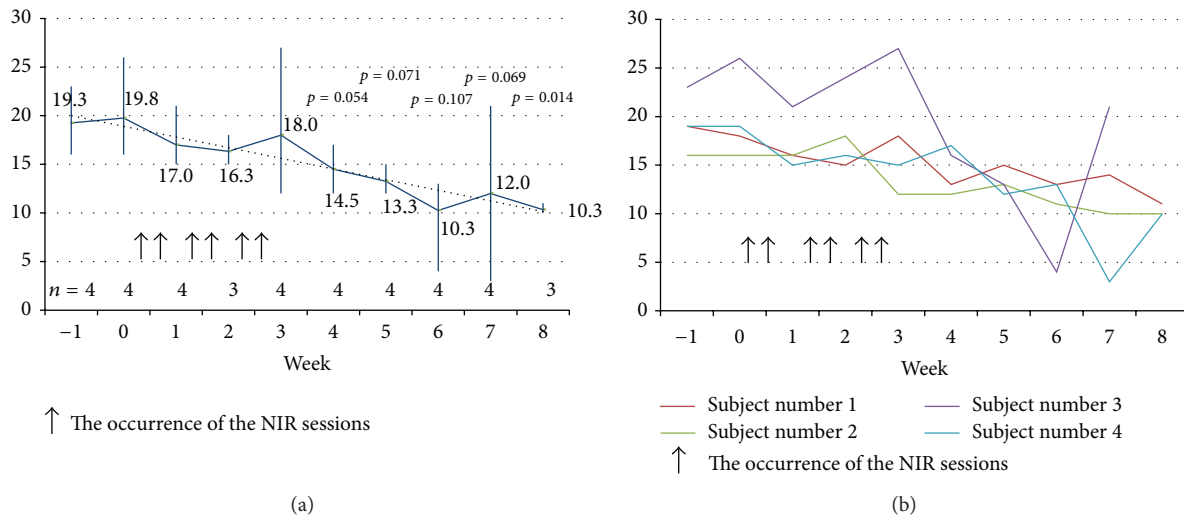 30
25
20
15
10
5
0
19.3
19.8
17.0
16.3
18.0
14.5
13.3
10.3
12.0
10.3
p = 0.054
p = 0.071
p = 0.107
p = 0.069
p = 0.014
n = 4 4 4 3 4 4 4 4 4 3
−1 0 1 2 3 4 5 6 7 8
Week
↑ The occurrence of the NIR sessions
(a)
30
25
20
15
10
5
0
−1 0 1 2 3 4 5 6 7 8
Week
Subject number 1
Subject number 2
Subject number 3
Subject number 4
↑ The occurrence of the NIR sessions
(b)